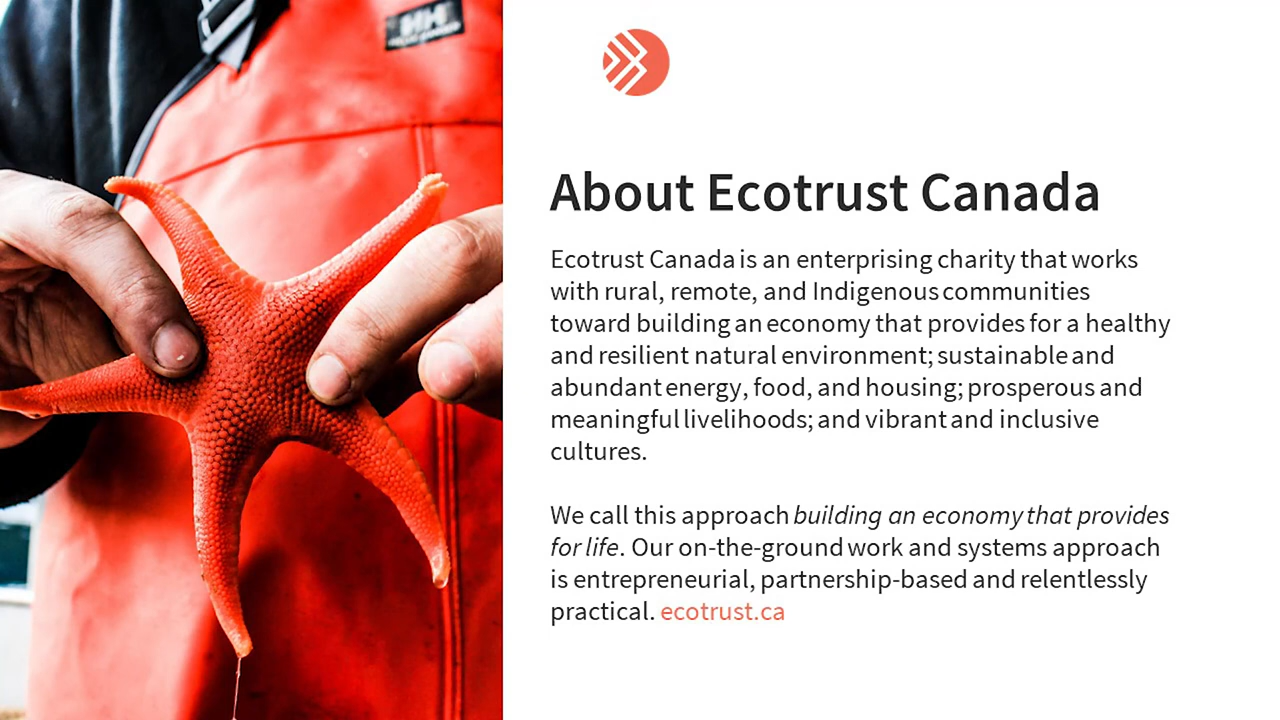 HH
About Ecotrust Canada
Ecotrust Canada is an enterprising charity that works
with rural, remote, and Indigenous communities
toward building an economy that provides for a healthy
and resilient natural environment; sustainable and
abundant energy, food, and housing; prosperous and
meaningful livelihoods; and vibrant and inclusive
cultures.
We call this approach building an economy that provides
for life. Our on-the-ground work and systems approach
is entrepreneurial, partnership-based and relentlessly
practical. ecotrust.ca